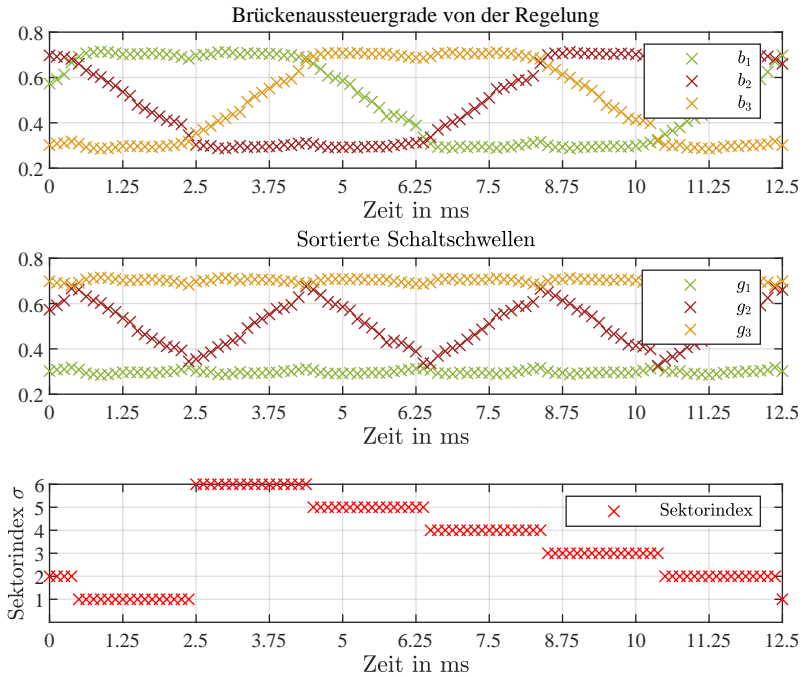 Brückenaussteuergrade von der Regelung
0.8
0.6
0.4
0.2
b₁
b₂
b₃
0 1.25 2.5 3.75 5 6.25 7.5 8.75 10 11.25 12.5
Zeit in ms
Sortierte Schaltschwellen
0.8
0.6
0.4
0.2
g₁
g₂
g₃
0 1.25 2.5 3.75 5 6.25 7.5 8.75 10 11.25 12.5
Zeit in ms
Sektorindex σ
6
5
4
3
2
1
Sektorindex
0 1.25 2.5 3.75 5 6.25 7.5 8.75 10 11.25 12.5
Zeit in ms